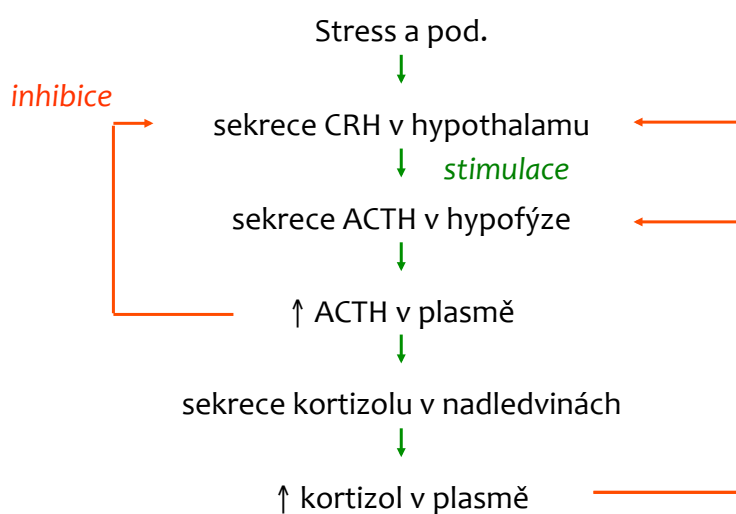 Stress a pod.
inhibice
sekrece CRH v hypothalamu
stimulace
sekrece ACTH v hypofýze
↑ ACTH v plasmě
sekrece kortizolu v nadledvinách
↑ kortizol v plasmě